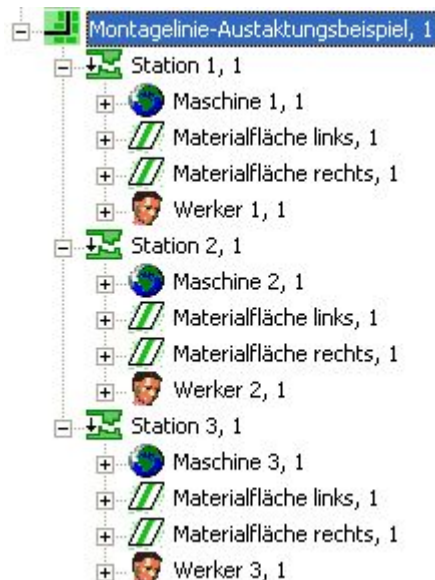 Montagelinie-Austaktungsbeispiel, 1
Station 1, 1
Maschine 1, 1
Materialfläche links, 1
Materialfläche rechts, 1
Werker 1, 1
Station 2, 1
Maschine 2, 1
Materialfläche links, 1
Materialfläche rechts, 1
Werker 2, 1
Station 3, 1
Maschine 3, 1
Materialfläche links, 1
Materialfläche rechts, 1
Werker 3, 1